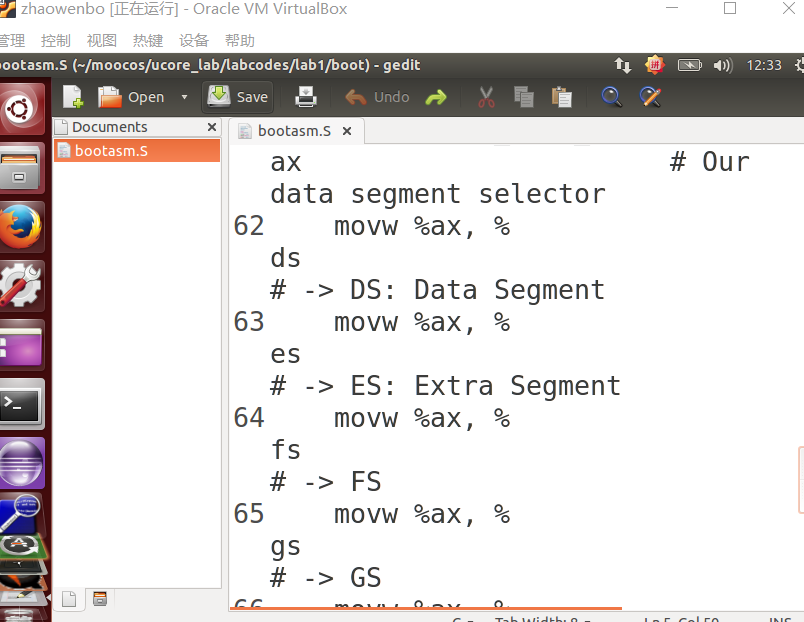 zhaowenbo [正在运行] - Oracle VM VirtualBox
管理 控制 视图 热键 设备 帮助
bootasm.S (~/moocos/ucore_lab/labcodes/lab1/boot) - gedit 拼 12:33
Open Save Undo
Documents
bootasm.S
bootasm.S
ax # Our
data segment selector
62 movw %ax, %
ds
# -> DS: Data Segment
63 movw %ax, %
es
# -> ES: Extra Segment
64 movw %ax, %
fs
# -> FS
65 movw %ax, %
gs
# -> GS
66 movw %ax, %
Tab Width: 8 Ln 5, Col 50 INS